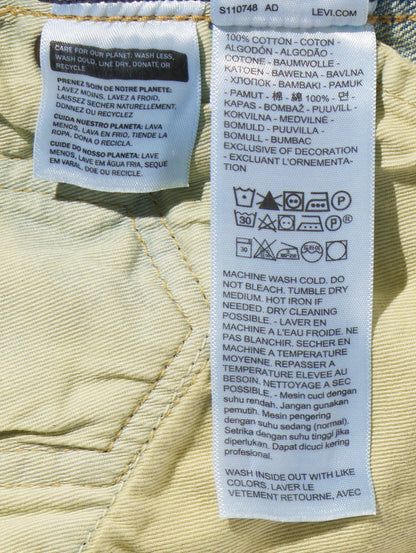 CARE FOR OUR PLANET: WASH LESS,
WASH COLD, LINE DRY, DONATE OR
RECYCLE
PRENEZ SOIN DE NOTRE PLANETE:
LAVEZ MOINS, LAVEZ A FROID,
LAISSEZ SECHER NATURELLEMENT,
DONNEZ OU RECYCLEZ
CUIDA NUESTRO PLANETA: LAVA
MENOS, LAVA EN FRIO, TIENDE LA
ROPA, DONA O RECICLA.
CUIDE DO NOSSO PLANETA: LAVE
MENOS, LAVE EM ÁGUA FRIA, SEQUE
EM VARAL, DOE OU RECICLE.
S110748 AD LEVI.COM
100% COTTON - COTON -
ALGODÓN - ALGODÃO -
COTONE - BAUMWOLLE -
KATOEN - BAWEŁNA - BAVLNA
- ХЛОПОК - ΒΑΜΒΑΚΙ - PAMUK
- PAMUT - 棉 - 綿 100% - 면 -
KAPAS - BOMBAŽ - PUUVILL -
KOKVILNA - MEDVILNĖ -
BOMULD - PUUVILLA -
BOMULL - BUMBAC
EXCLUSIVE OF DECORATION
- EXCLUANT L'ORNEMENTA-
TION
30 P
30 P
30
MACHINE WASH COLD. DO
NOT BLEACH. TUMBLE DRY
MEDIUM. HOT IRON IF
NEEDED. DRY CLEANING
POSSIBLE. - LAVER EN
MACHINE A L'EAU FROIDE. NE
PAS BLANCHIR. SECHER EN
MACHINE A TEMPERATURE
MOYENNE. REPASSER A
TEMPERATURE ELEVEE AU
BESOIN. NETTOYAGE A SEC
POSSIBLE. - Mesin cuci dengan
suhu rendah. Jangan gunakan
pemutih. Mesin pengering
dengan suhu sedang (normal).
Setrika dengan suhu tinggi jika
diperlukan. Dapat dicuci kering
profesional.
WASH INSIDE OUT WITH LIKE
COLORS. LAVER LE
VETEMENT RETOURNE, AVEC